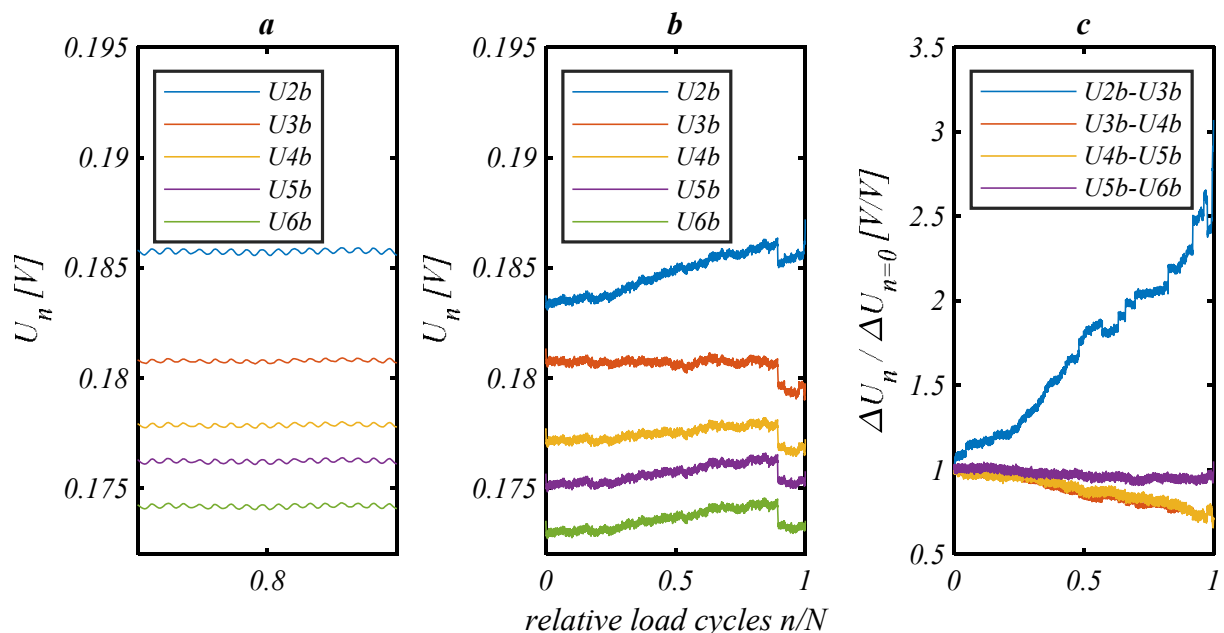 a
0.195
0.19
0.185
0.18
0.175
U_n [V]
U2b
U3b
U4b
U5b
U6b
0.8
b
0.195
0.19
0.185
0.18
0.175
U_n [V]
U2b
U3b
U4b
U5b
U6b
0 0.5 1
relative load cycles n/N
c
3.5
3
2.5
2
1.5
1
0.5
ΔU_n / ΔU_{n=0} [V/V]
U2b-U3b
U3b-U4b
U4b-U5b
U5b-U6b
0 0.5 1